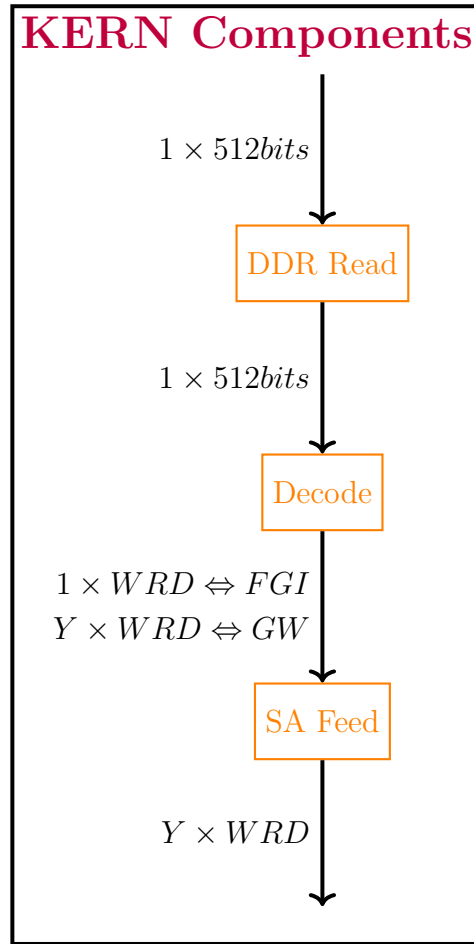 KERN Components
1 × 512bits
DDR Read
1 × 512bits
Decode
1 × WRD ⇔ FGI
Y × WRD ⇔ GW
SA Feed
Y × WRD